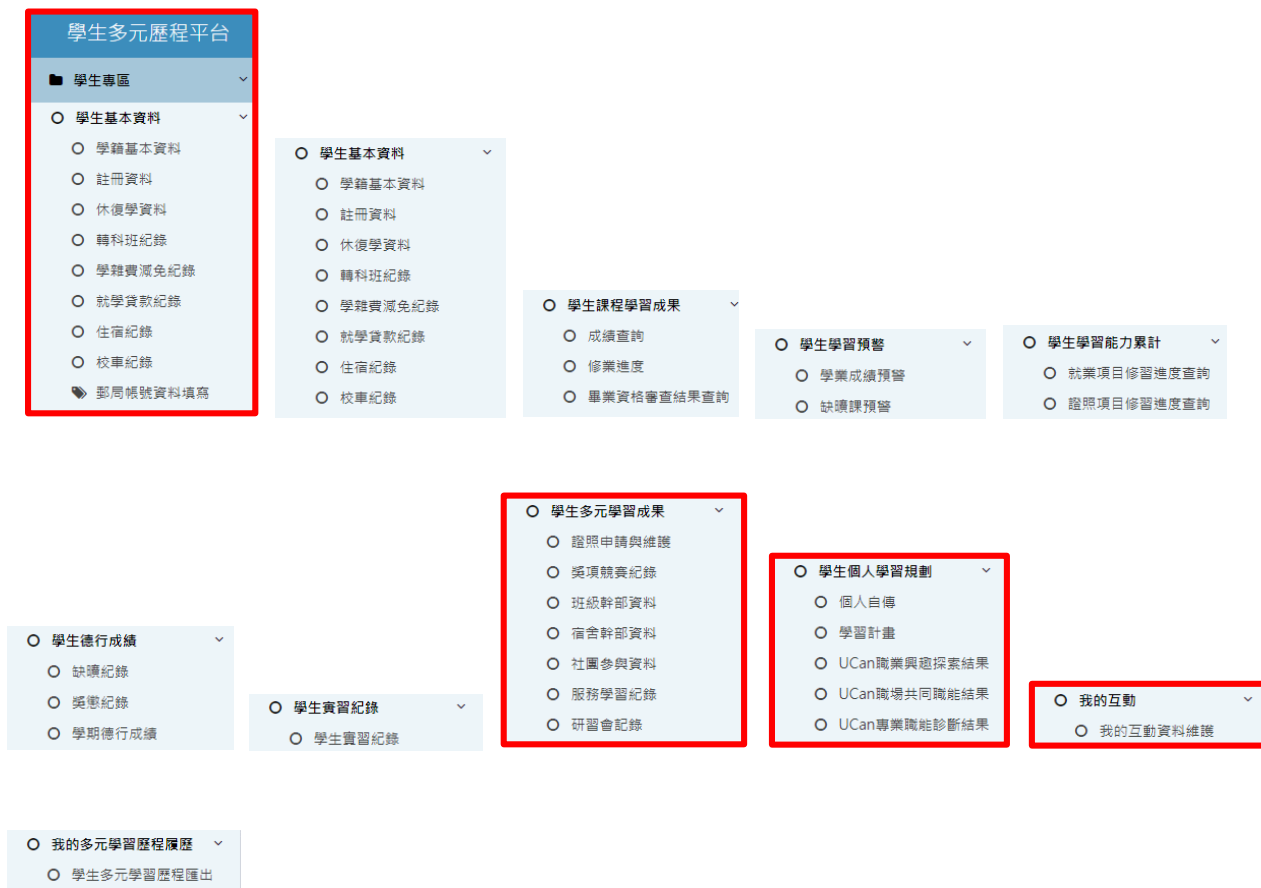 學生多元歷程平台
學生專區
學生基本資料
學籍基本資料
註冊資料
休復學資料
轉科班紀錄
學雜費減免紀錄
就學貸款紀錄
住宿紀錄
校車紀錄
郵局帳號資料填寫
學生基本資料
學籍基本資料
註冊資料
休復學資料
轉科班紀錄
學雜費減免紀錄
就學貸款紀錄
住宿紀錄
校車紀錄
學生課程學習成果
成績查詢
修業進度
畢業資格審查結果查詢
學生學習預警
學業成績預警
缺曠課預警
學生學習能力累計
就業項目修習進度查詢
證照項目修習進度查詢
學生德行成績
缺曠紀錄
獎懲紀錄
學期德行成績
學生實習紀錄
學生實習紀錄
學生多元學習成果
證照申請與維護
獎項競賽紀錄
班級幹部資料
宿舍幹部資料
社團參與資料
服務學習紀錄
研習會記錄
學生個人學習規劃
個人自傳
學習計畫
UCan職業興趣探索結果
UCan職場共同職能結果
UCan專業職能診斷結果
我的互動
我的互動資料維護
我的多元學習歷程履歷
學生多元學習歷程匯出